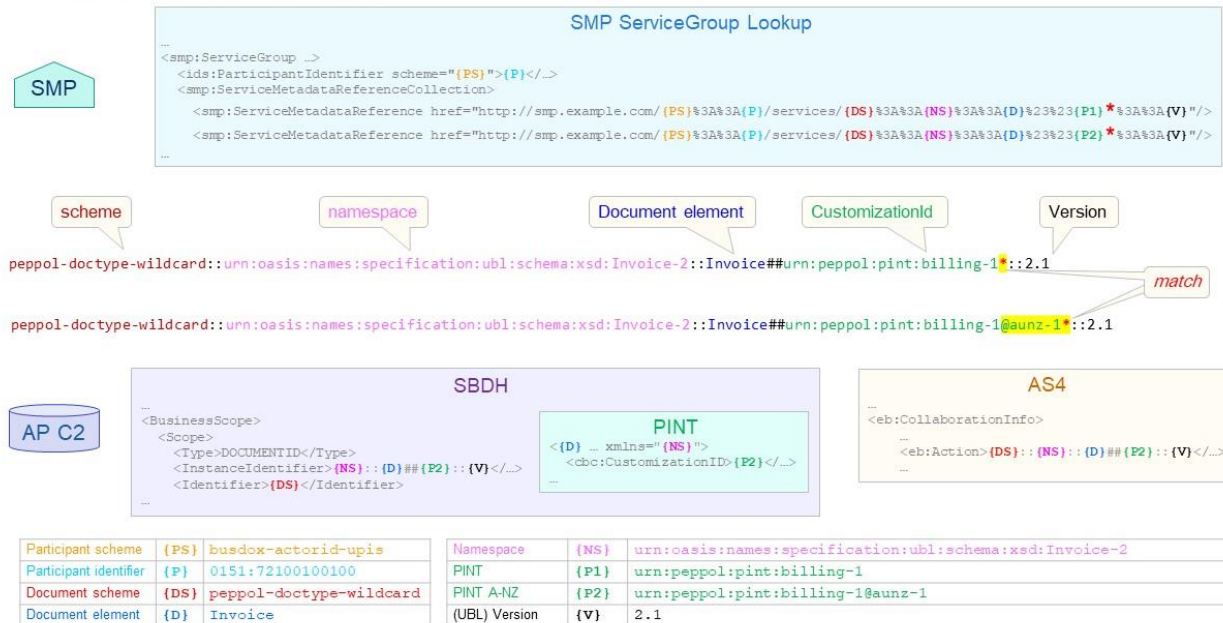 SMP ServiceGroup Lookup
…
<smp:ServiceGroup …>
<ids:ParticipantIdentifier scheme="{PS}">{P}</…>
<smp:ServiceMetadataReferenceCollection>
<smp:ServiceMetadataReference href="http://smp.example.com/{PS}%3A%3A{P}/services/{DS}%3A%3A{NS}%3A%3A{D}%23%23{P1}*%3A%3A{V}"/>
<smp:ServiceMetadataReference href="http://smp.example.com/{PS}%3A%3A{P}/services/{DS}%3A%3A{NS}%3A%3A{D}%23%23{P2}*%3A%3A{V}"/>
…
SMP
scheme
namespace
Document element
CustomizationId
Version
peppol-doctype-wildcard::urn:oasis:names:specification:ubl:schema:xsd:Invoice-2::Invoice##urn:peppol:pint:billing-1*::2.1
match
peppol-doctype-wildcard::urn:oasis:names:specification:ubl:schema:xsd:Invoice-2::Invoice##urn:peppol:pint:billing-1@aunz-1*::2.1
AP C2
SBDH
…
<BusinessScope>
<Scope>
<Type>DOCUMENTID</Type>
<InstanceIdentifier>{NS}::{D}##{P2}::{V}</…>
<Identifier>{DS}</Identifier>
…
PINT
<{D} … xmlns="{NS}">
<cbc:CustomizationID>{P2}</…>
…
AS4
…
<eb:CollaborationInfo>
…
<eb:Action>{DS}::{NS}::{D}##{P2}::{V}</…>
…
Participant scheme {PS} busdox-actorid-upis
Participant identifier {P} 0151:72100100100
Document scheme {DS} peppol-doctype-wildcard
Document element {D} Invoice
Namespace {NS} urn:oasis:names:specification:ubl:schema:xsd:Invoice-2
PINT {P1} urn:peppol:pint:billing-1
PINT A-NZ {P2} urn:peppol:pint:billing-1@aunz-1
(UBL) Version {V} 2.1